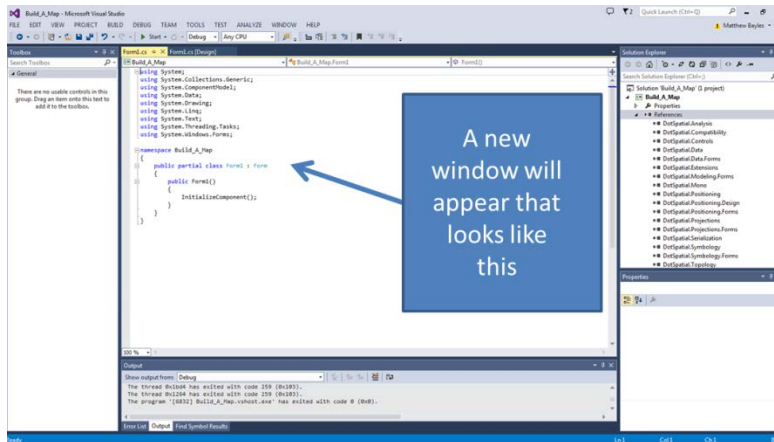 Build_A_Map - Microsoft Visual Studio
Quick Launch (Ctrl+Q)
FILE EDIT VIEW PROJECT BUILD DEBUG TEAM TOOLS TEST ANALYZE WINDOW HELP
Matthew Bayles
Start
Debug
Any CPU
Toolbox
Search Toolbox
General
There are no usable controls in this
group. Drag an item onto this text to
add it to the toolbox.
Form1.cs
Form1.cs [Design]
Build_A_Map
Build_A_Map.Form1
Form1()
using System;
using System.Collections.Generic;
using System.ComponentModel;
using System.Data;
using System.Drawing;
using System.Linq;
using System.Text;
using System.Threading.Tasks;
using System.Windows.Forms;
namespace Build_A_Map
{
public partial class Form1 : Form
{
public Form1()
{
InitializeComponent();
}
}
}
A new
window will
appear that
looks like
this
100 %
Output
Show output from: Debug
The thread 0x1bd4 has exited with code 259 (0x103).
The thread 0x1264 has exited with code 259 (0x103).
The program '[6832] Build_A_Map.vshost.exe' has exited with code 0 (0x0).
Error List Output Find Symbol Results
Solution Explorer
Search Solution Explorer (Ctrl+;)
Solution 'Build_A_Map' (1 project)
Build_A_Map
Properties
References
DotSpatial.Analysis
DotSpatial.Compatibility
DotSpatial.Controls
DotSpatial.Data
DotSpatial.Data.Forms
DotSpatial.Extensions
DotSpatial.Modeling.Forms
DotSpatial.Mono
DotSpatial.Positioning
DotSpatial.Positioning.Design
DotSpatial.Positioning.Forms
DotSpatial.Projections
DotSpatial.Projections.Forms
DotSpatial.Serialization
DotSpatial.Symbology
DotSpatial.Symbology.Forms
DotSpatial.Topology
Properties
Ready
Ln 1 Col 1 Ch 1